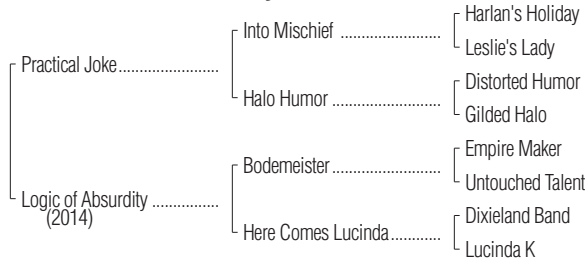 Harlan's Holiday
Into Mischief ..................
Leslie's Lady
Practical Joke......................
Distorted Humor
Halo Humor ....................
Gilded Halo
Empire Maker
Bodemeister ....................
Untouched Talent
Logic of Absurdity ..............
(2014)
Dixieland Band
Here Comes Lucinda...........
Lucinda K